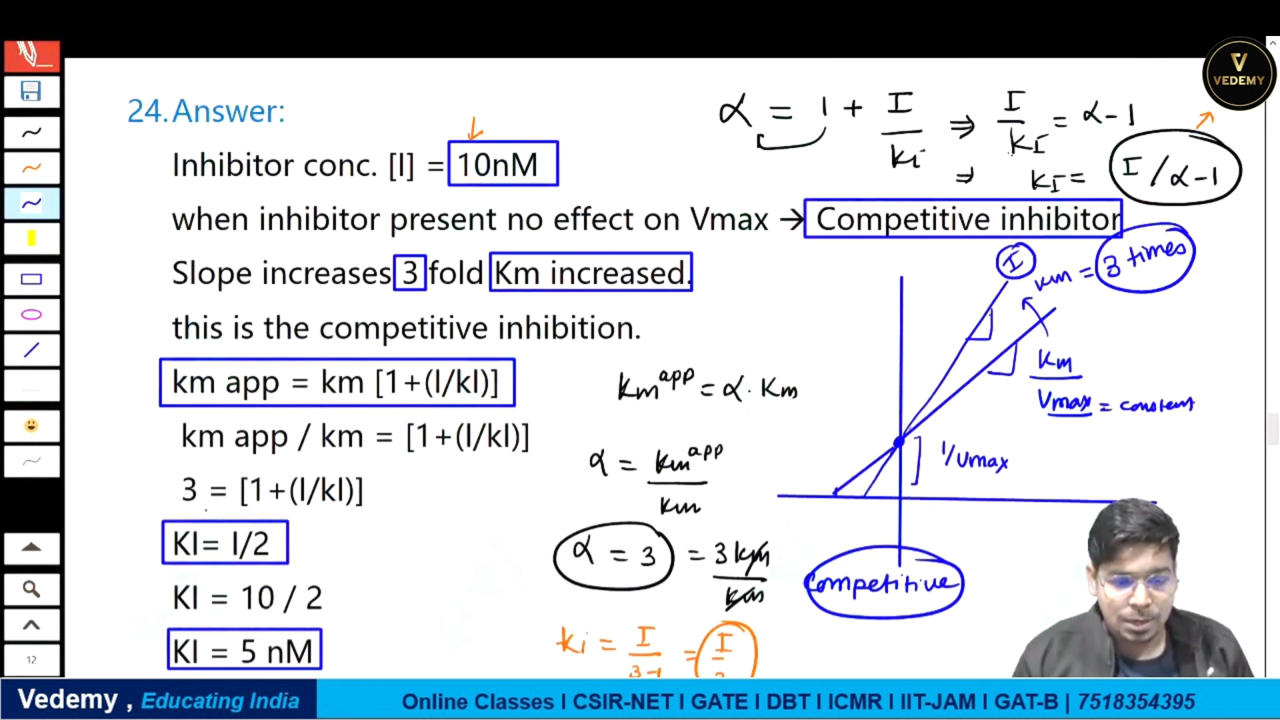 V
VEDEMY
24. Answer:
Inhibitor conc. [I] = 10nM
when inhibitor present no effect on Vmax → Competitive inhibitor
Slope increases 3 fold Km increased.
this is the competitive inhibition.
km app = km [1+(I/kI)]
km app / km = [1+(I/kI)]
3 = [1+(I/kI)]
KI= I/2
KI = 10 / 2
KI = 5 nM
α = 1 + I/Ki ⇒ I/KI = α-1
⇒ KI = I/α-1
I
Km = 3 times
Km/Vmax = constant
1/Vmax
Competitive
Km^app = α · Km
α = Km^app/Km
α = 3 = 3Km/Km
Ki = I/3-1 = I/2
12
Vedemy , Educating India
Online Classes I CSIR-NET I GATE I DBT I ICMR I IIT-JAM I GAT-B I 7518354395